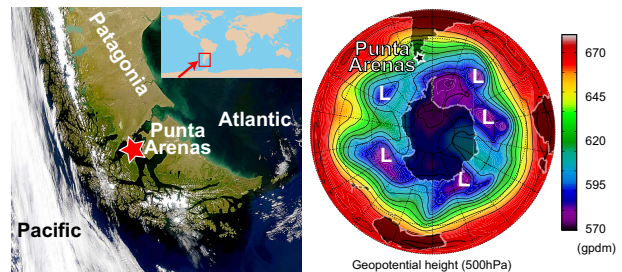 Patagonia
Atlantic
Punta
Arenas
Pacific
Punta
Arenas
L
L
L
L
L
670
645
620
595
570
(gpdm)
Geopotential height (500hPa)